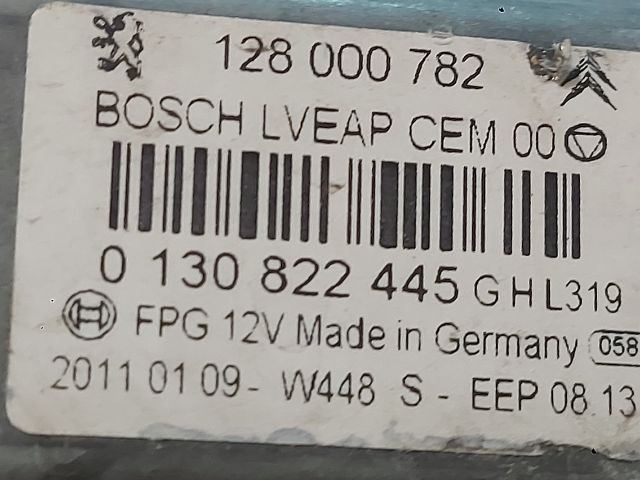 128 000 782
BOSCH LVEAP CEM 00
0 130 822 445 G H L319
FPG 12V Made in Germany 058
2011 01 09- W448 S - EEP 08.13